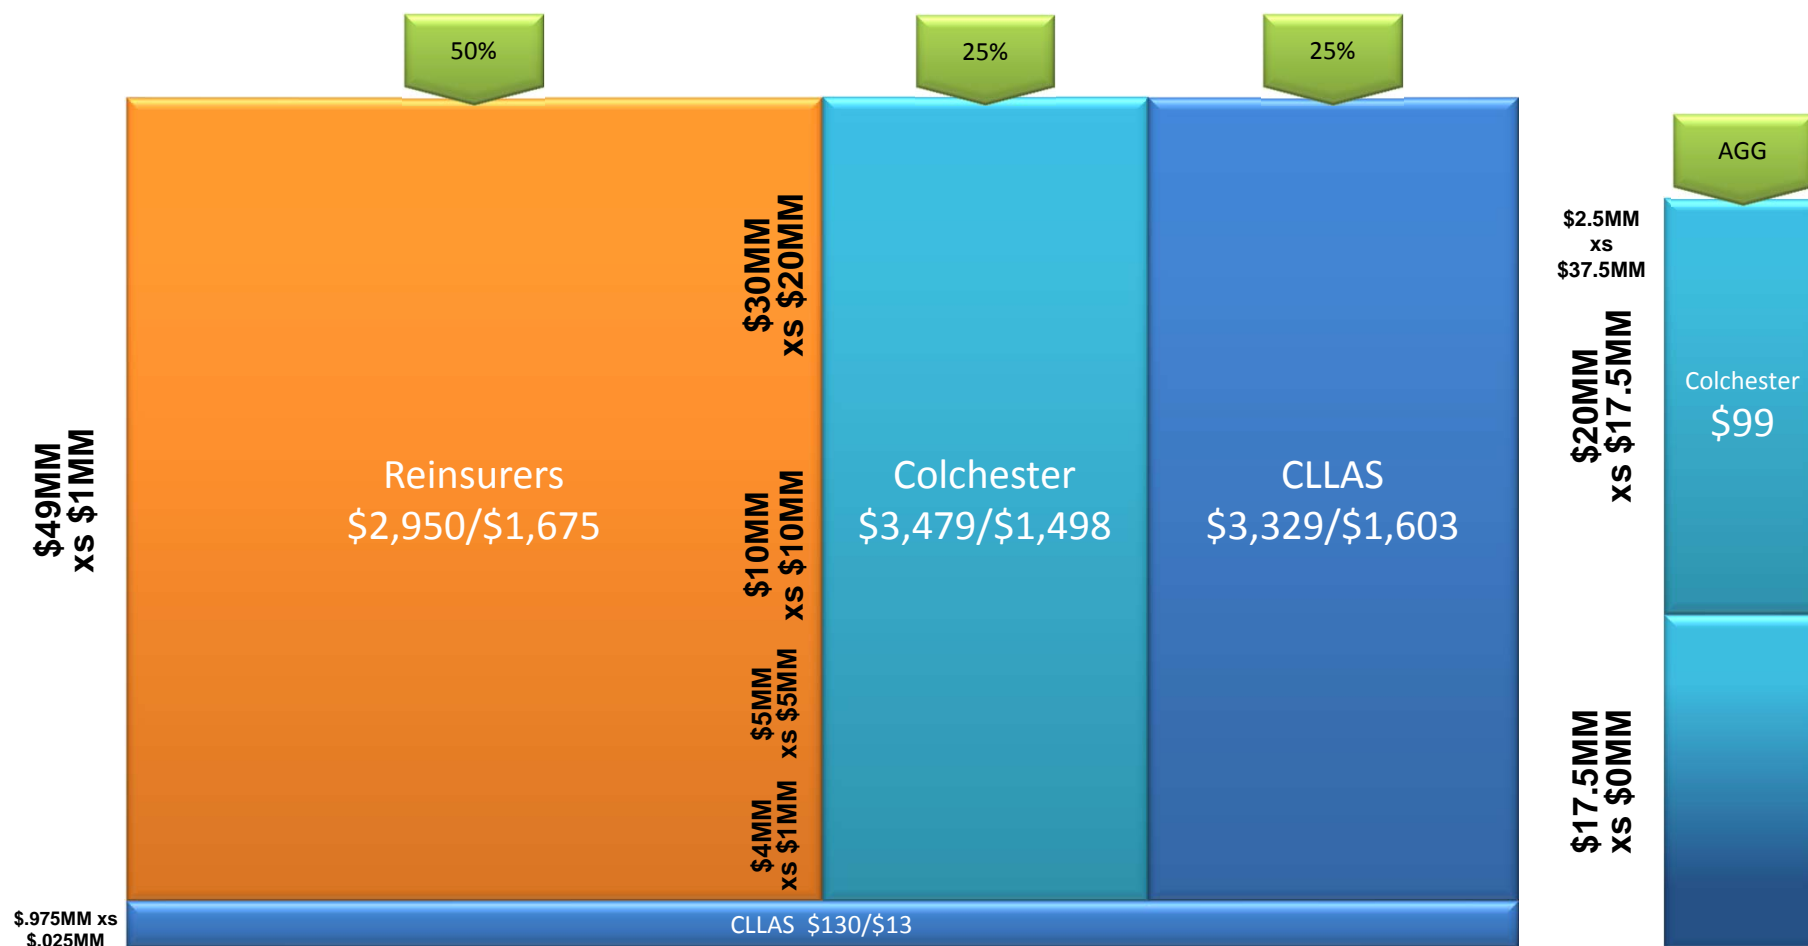 50%
25%
25%
AGG
$49MM
xs $1MM
$30MM
xs $20MM
$10MM
xs $10MM
$5MM
xs $5MM
$4MM
xs $1MM
Reinsurers
$2,950/$1,675
Colchester
$3,479/$1,498
CLLAS
$3,329/$1,603
$2.5MM
xs
$37.5MM
$20MM
xs $17.5MM
Colchester
$99
$17.5MM
xs $0MM
$.975MM xs
$.025MM
CLLAS $130/$13